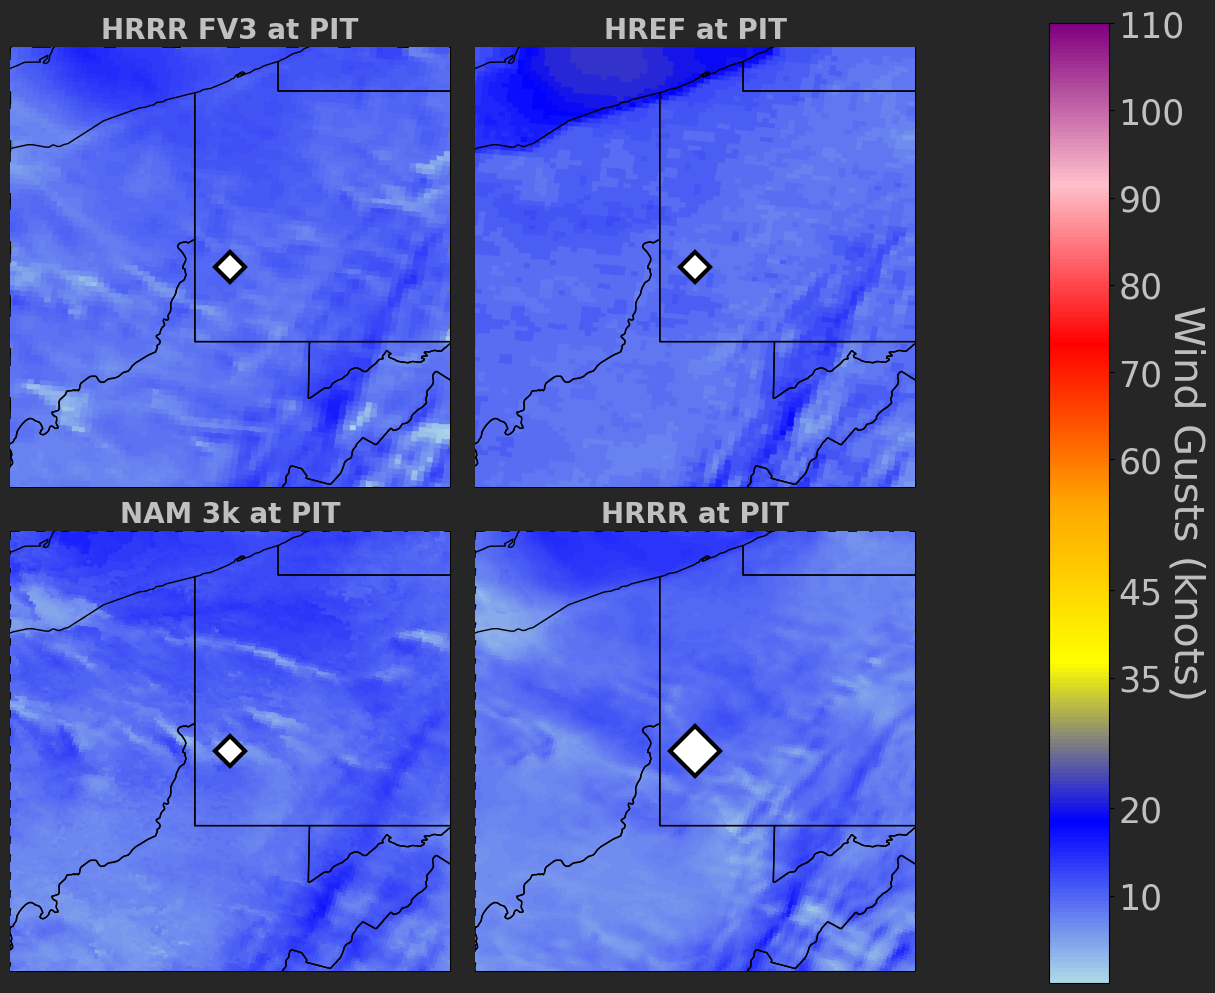 HRRR FV3 at PIT
HREF at PIT
NAM 3k at PIT
HRRR at PIT
110
100
90
80
70
60
45
35
20
10
Wind Gusts (knots)